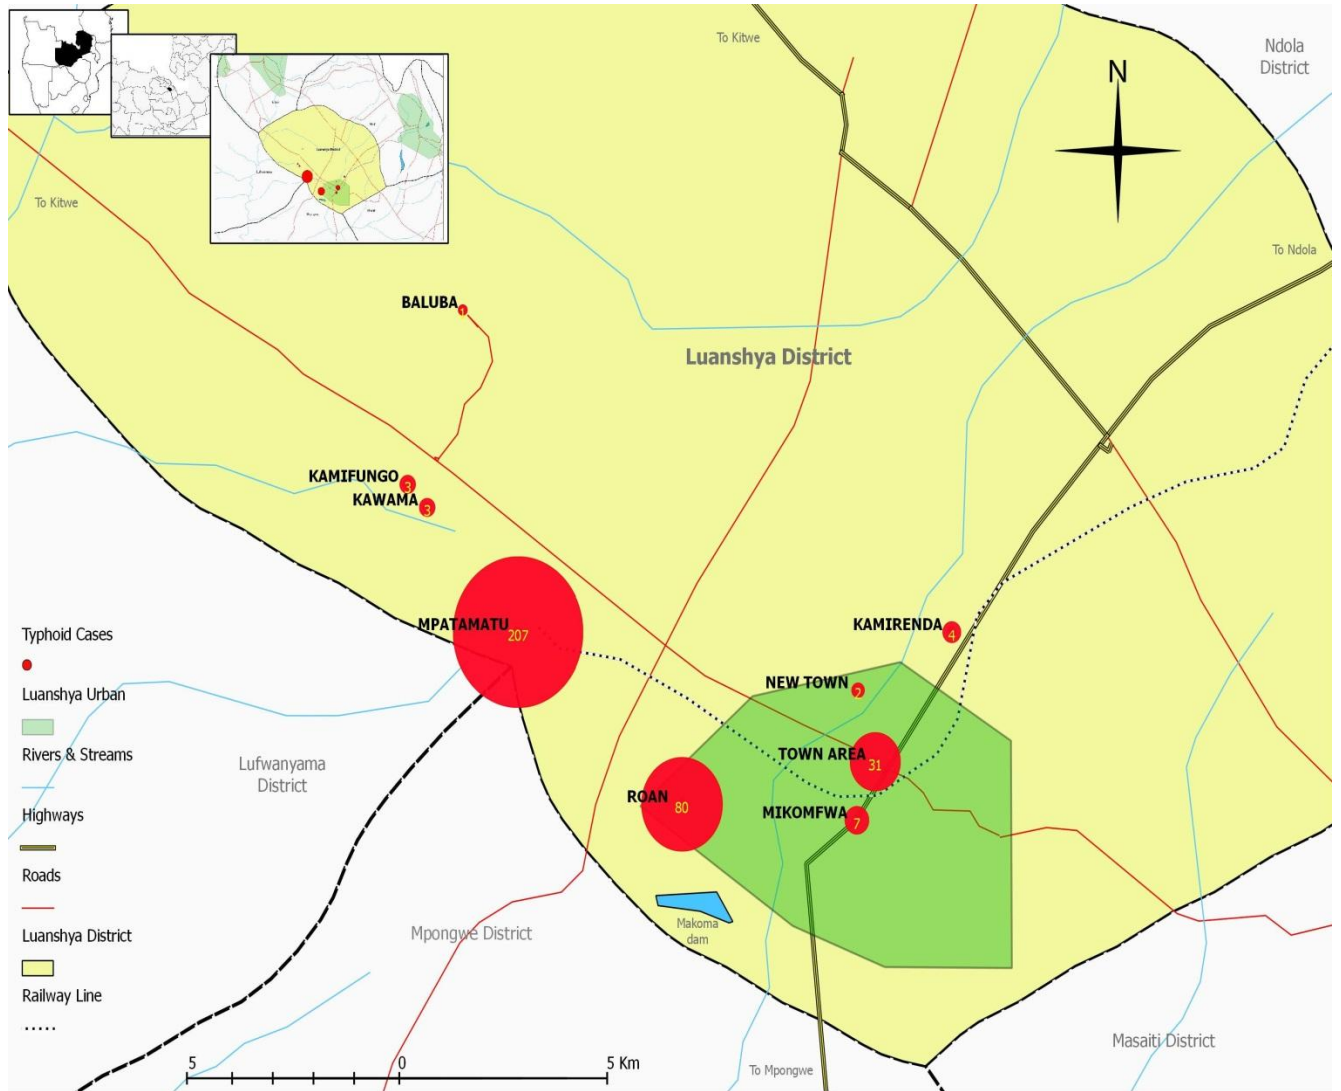 To Kitwe
Ndola
District
N
To Kitwe
To Ndola
BALUBA
1
Luanshya District
KAMIFUNGO
3
KAWAMA
3
MPATAMATU
207
KAMIRENDA
4
NEW TOWN
2
TOWN AREA
31
ROAN
80
MIKOMFWA
7
Makoma
dam
Lufwanyama
District
Mpongwe District
Masaiti District
To Mpongwe
Typhoid Cases
Luanshya Urban
Rivers & Streams
Highways
Roads
Luanshya District
Railway Line
5 0 5 Km